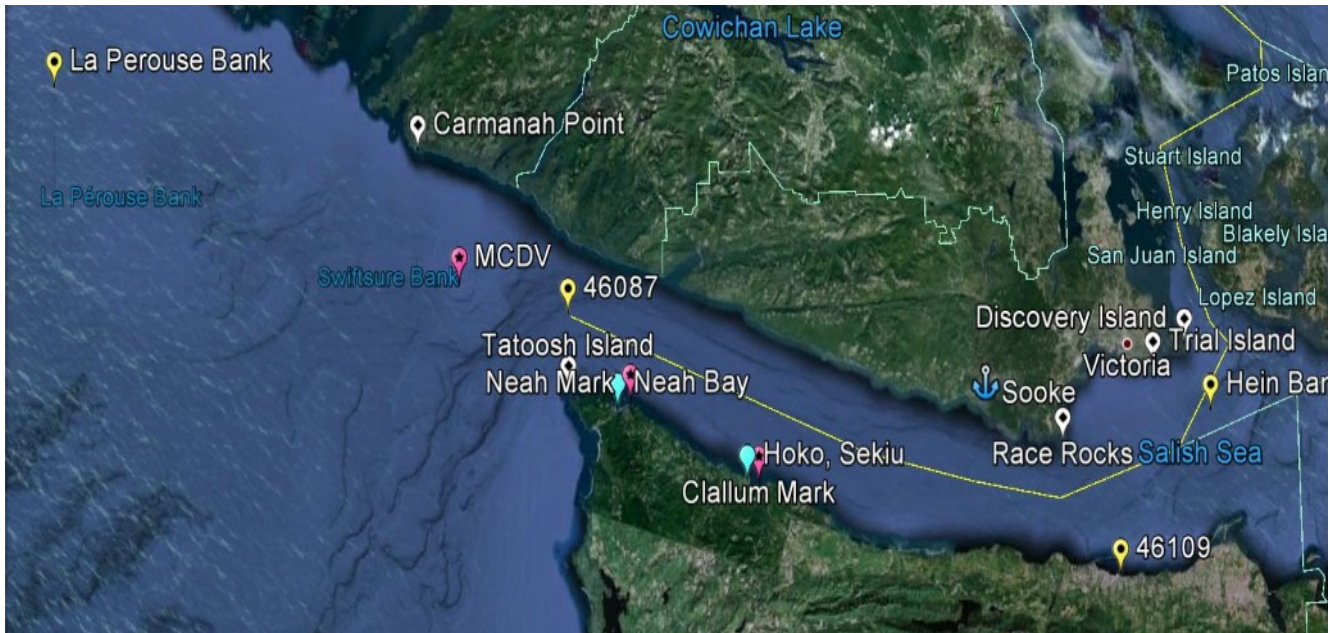 Cowichan Lake
La Perouse Bank
Patos Islan
Carmanah Point
Stuart Island
La Pérouse Bank
Henry Island
Blakely Isla
MCDV
San Juan Island
Swiftsure Bank
46087
Lopez Island
Discovery Island
Tatoosh Island
Trial Island
Victoria
Neah Mark
Neah Bay
Sooke
Hein Ban
Race Rocks
Salish Sea
Hoko, Sekiu
Clallum Mark
46109